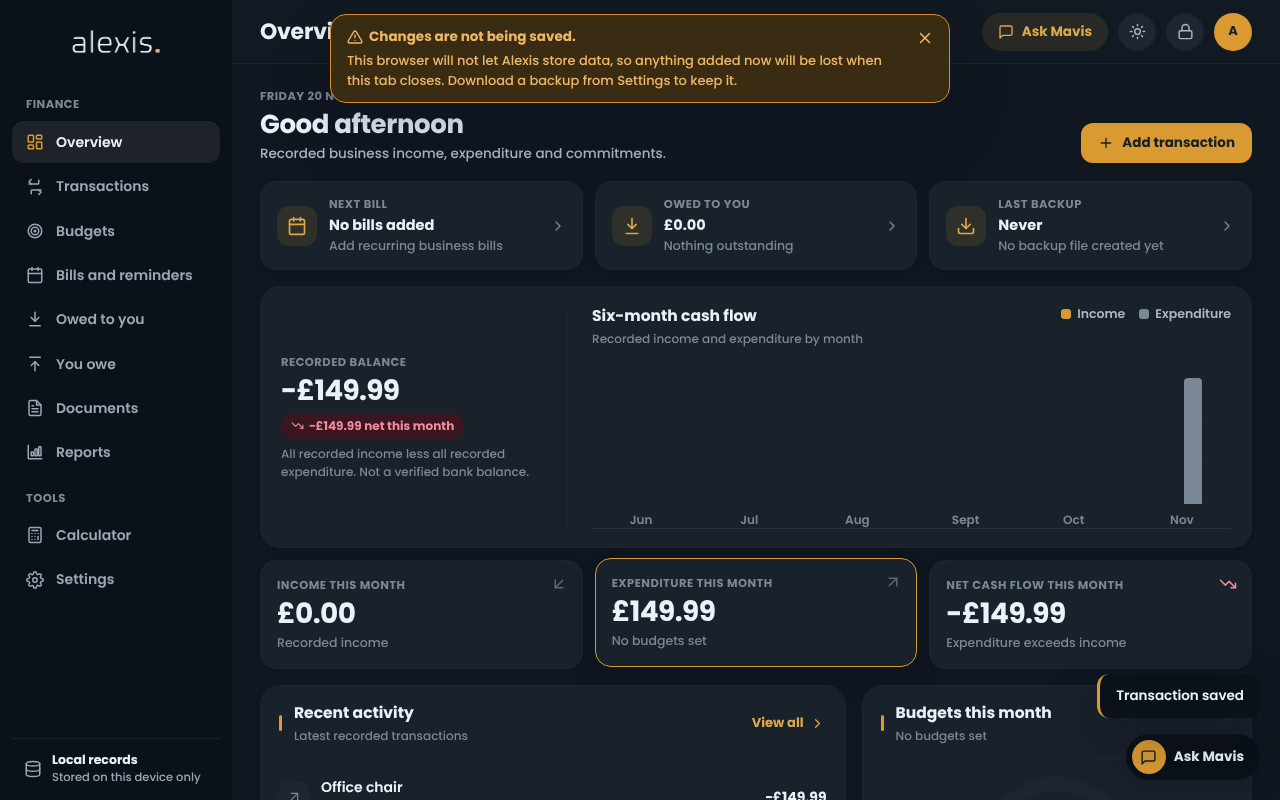 alexis.
FINANCE
Overview
Transactions
Budgets
Bills and reminders
Owed to you
You owe
Documents
Reports
TOOLS
Calculator
Settings
Local records
Stored on this device only
Changes are not being saved.
This browser will not let Alexis store data, so anything added now will be lost when
this tab closes. Download a backup from Settings to keep it.
Ask Mavis
A
FRIDAY 20
Good afternoon
Recorded business income, expenditure and commitments.
Add transaction
NEXT BILL
No bills added
Add recurring business bills
OWED TO YOU
£0.00
Nothing outstanding
LAST BACKUP
Never
No backup file created yet
RECORDED BALANCE
-£149.99
-£149.99 net this month
All recorded income less all recorded
expenditure. Not a verified bank balance.
Six-month cash flow
Recorded income and expenditure by month
Income
Expenditure
Jun
Jul
Aug
Sept
Oct
Nov
INCOME THIS MONTH
£0.00
Recorded income
EXPENDITURE THIS MONTH
£149.99
No budgets set
NET CASH FLOW THIS MONTH
-£149.99
Expenditure exceeds income
Recent activity
Latest recorded transactions
View all
Office chair
-£149.99
Budgets this month
No budgets set
Transaction saved
Ask Mavis